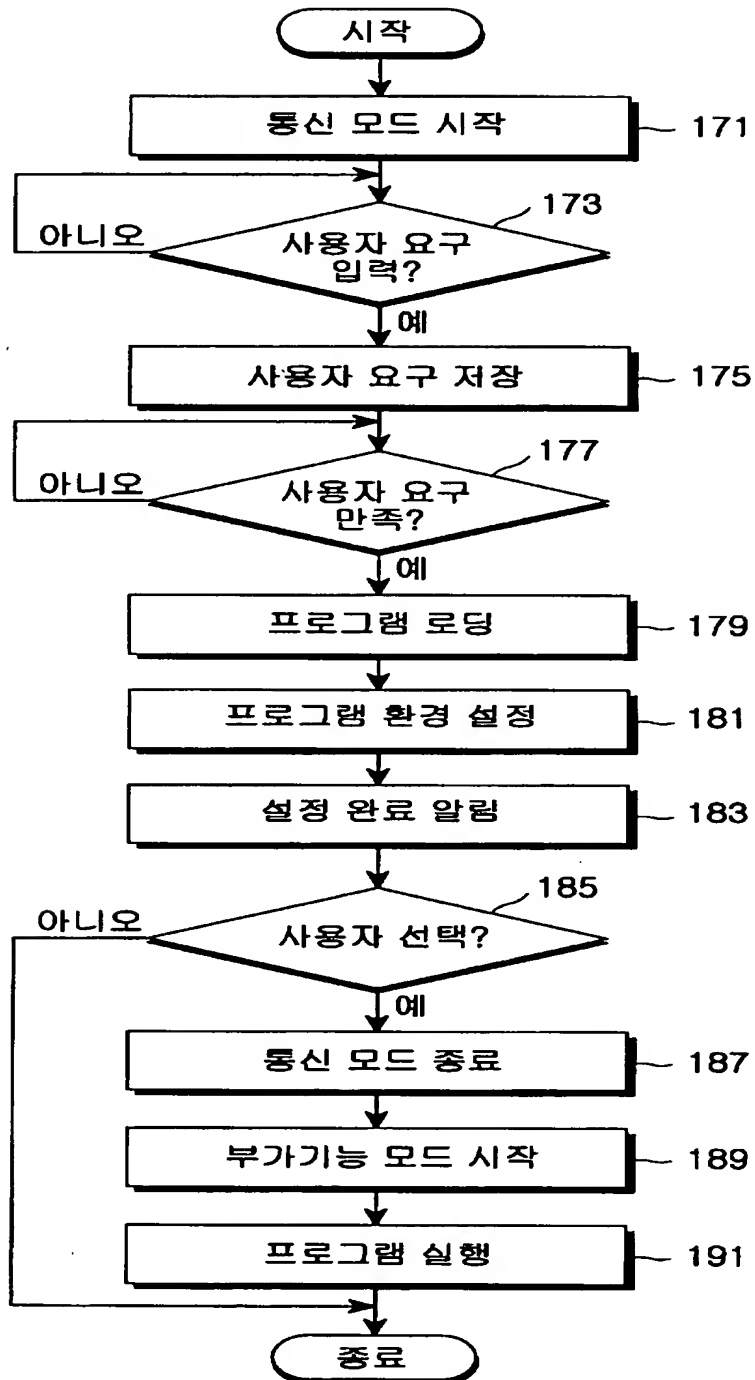 시작
통신 모드 시작
171
173
아니오
사용자 요구
입력?
예
사용자 요구 저장
175
177
아니오
사용자 요구
만족?
예
프로그램 로딩
179
프로그램 환경 설정
181
설정 완료 알림
183
185
아니오
사용자 선택?
예
통신 모드 종료
187
부가기능 모드 시작
189
프로그램 실행
191
종료